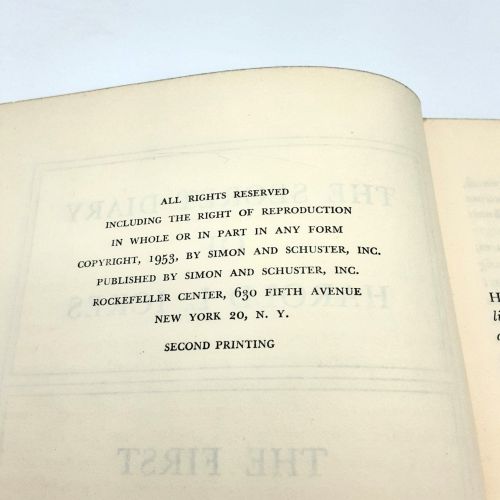 ALL RIGHTS RESERVED
INCLUDING THE RIGHT OF REPRODUCTION
IN WHOLE OR IN PART IN ANY FORM
COPYRIGHT, 1953, BY SIMON AND SCHUSTER, INC.
PUBLISHED BY SIMON AND SCHUSTER, INC.
ROCKEFELLER CENTER, 630 FIFTH AVENUE
NEW YORK 20, N. Y.
SECOND PRINTING
THE FIRST